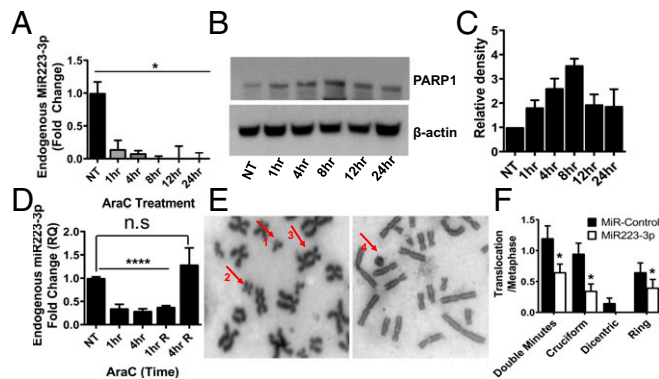 A
Endogenous MiR223-3p
(Fold Change)
1.5
1.0
0.5
0.0
*
NT
1hr
4hr
8hr
12hr
24hr
AraC Treatment
B
PARP1
β-actin
NT
1hr
4hr
8hr
12hr
24hr
C
Relative density
5
4
3
2
1
0
NT
1hr
4hr
8hr
12hr
24hr
D
Endogenous miR223-3p
Fold Change (RQ)
2.0
1.5
1.0
0.5
0.0
n.s
****
NT
1hr
4hr
1hr R
4hr R
AraC (Time)
E
1
2
3
4
F
MiR-Control
MiR223-3p
Translocation
/Metaphase
1.5
1.0
0.5
0.0
*
*
*
Double Minutes
Cruciform
Dicentric
Ring